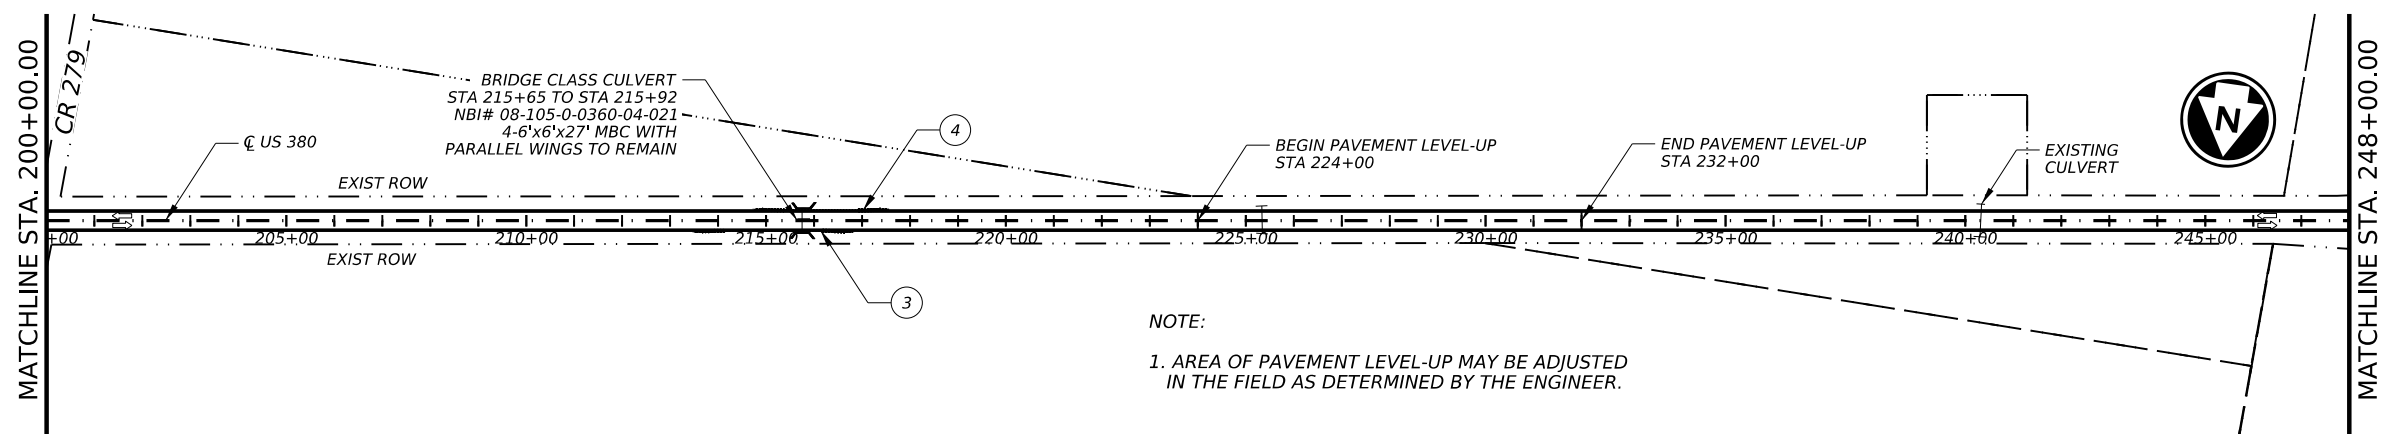 MATCHLINE STA. 200+00.00
CR 279
℄ US 380
BRIDGE CLASS CULVERT
STA 215+65 TO STA 215+92
NBI# 08-105-0-0360-04-021
4-6'x6'x27' MBC WITH
PARALLEL WINGS TO REMAIN
4
BEGIN PAVEMENT LEVEL-UP
STA 224+00
END PAVEMENT LEVEL-UP
STA 232+00
EXISTING
CULVERT
N
MATCHLINE STA. 248+00.00
EXIST ROW
+00
205+00
210+00
215+00
220+00
225+00
230+00
235+00
240+00
245+00
EXIST ROW
3
NOTE:
1. AREA OF PAVEMENT LEVEL-UP MAY BE ADJUSTED
IN THE FIELD AS DETERMINED BY THE ENGINEER.